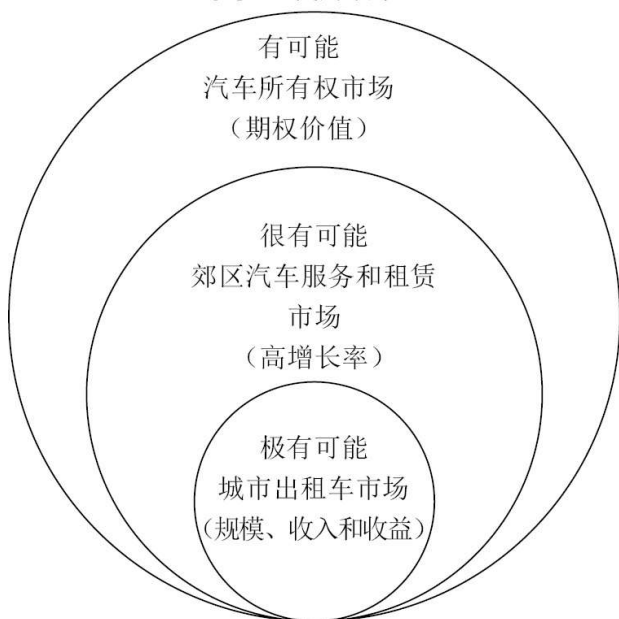 有可能
汽车所有权市场
（期权价值）
很有可能
郊区汽车服务和租赁
市场
（高增长率）
极有可能
城市出租车市场
（规模、收入和收益）